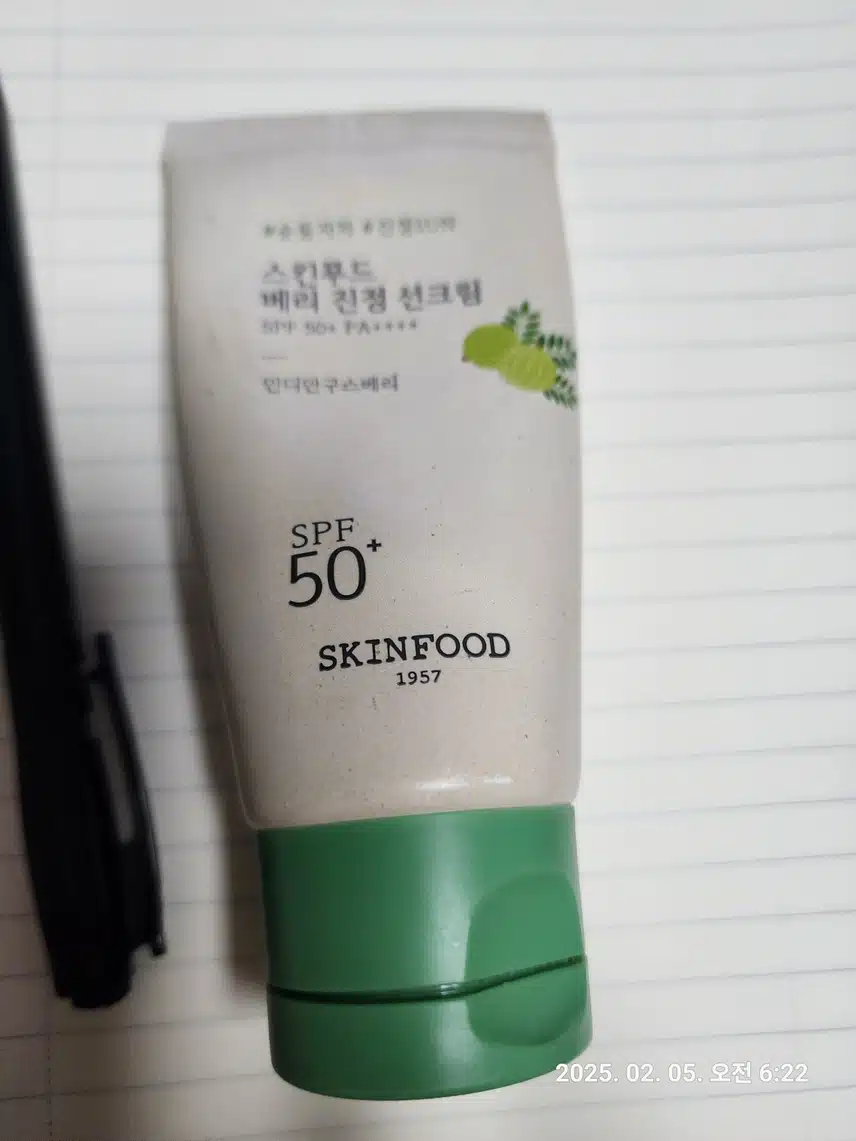 스킨푸드
베리 진정 선크림
SPF 50+ PA++++
인디안구스베리
SPF
50+
SKINFOOD
1957
2025. 02. 05. 오전 6:22